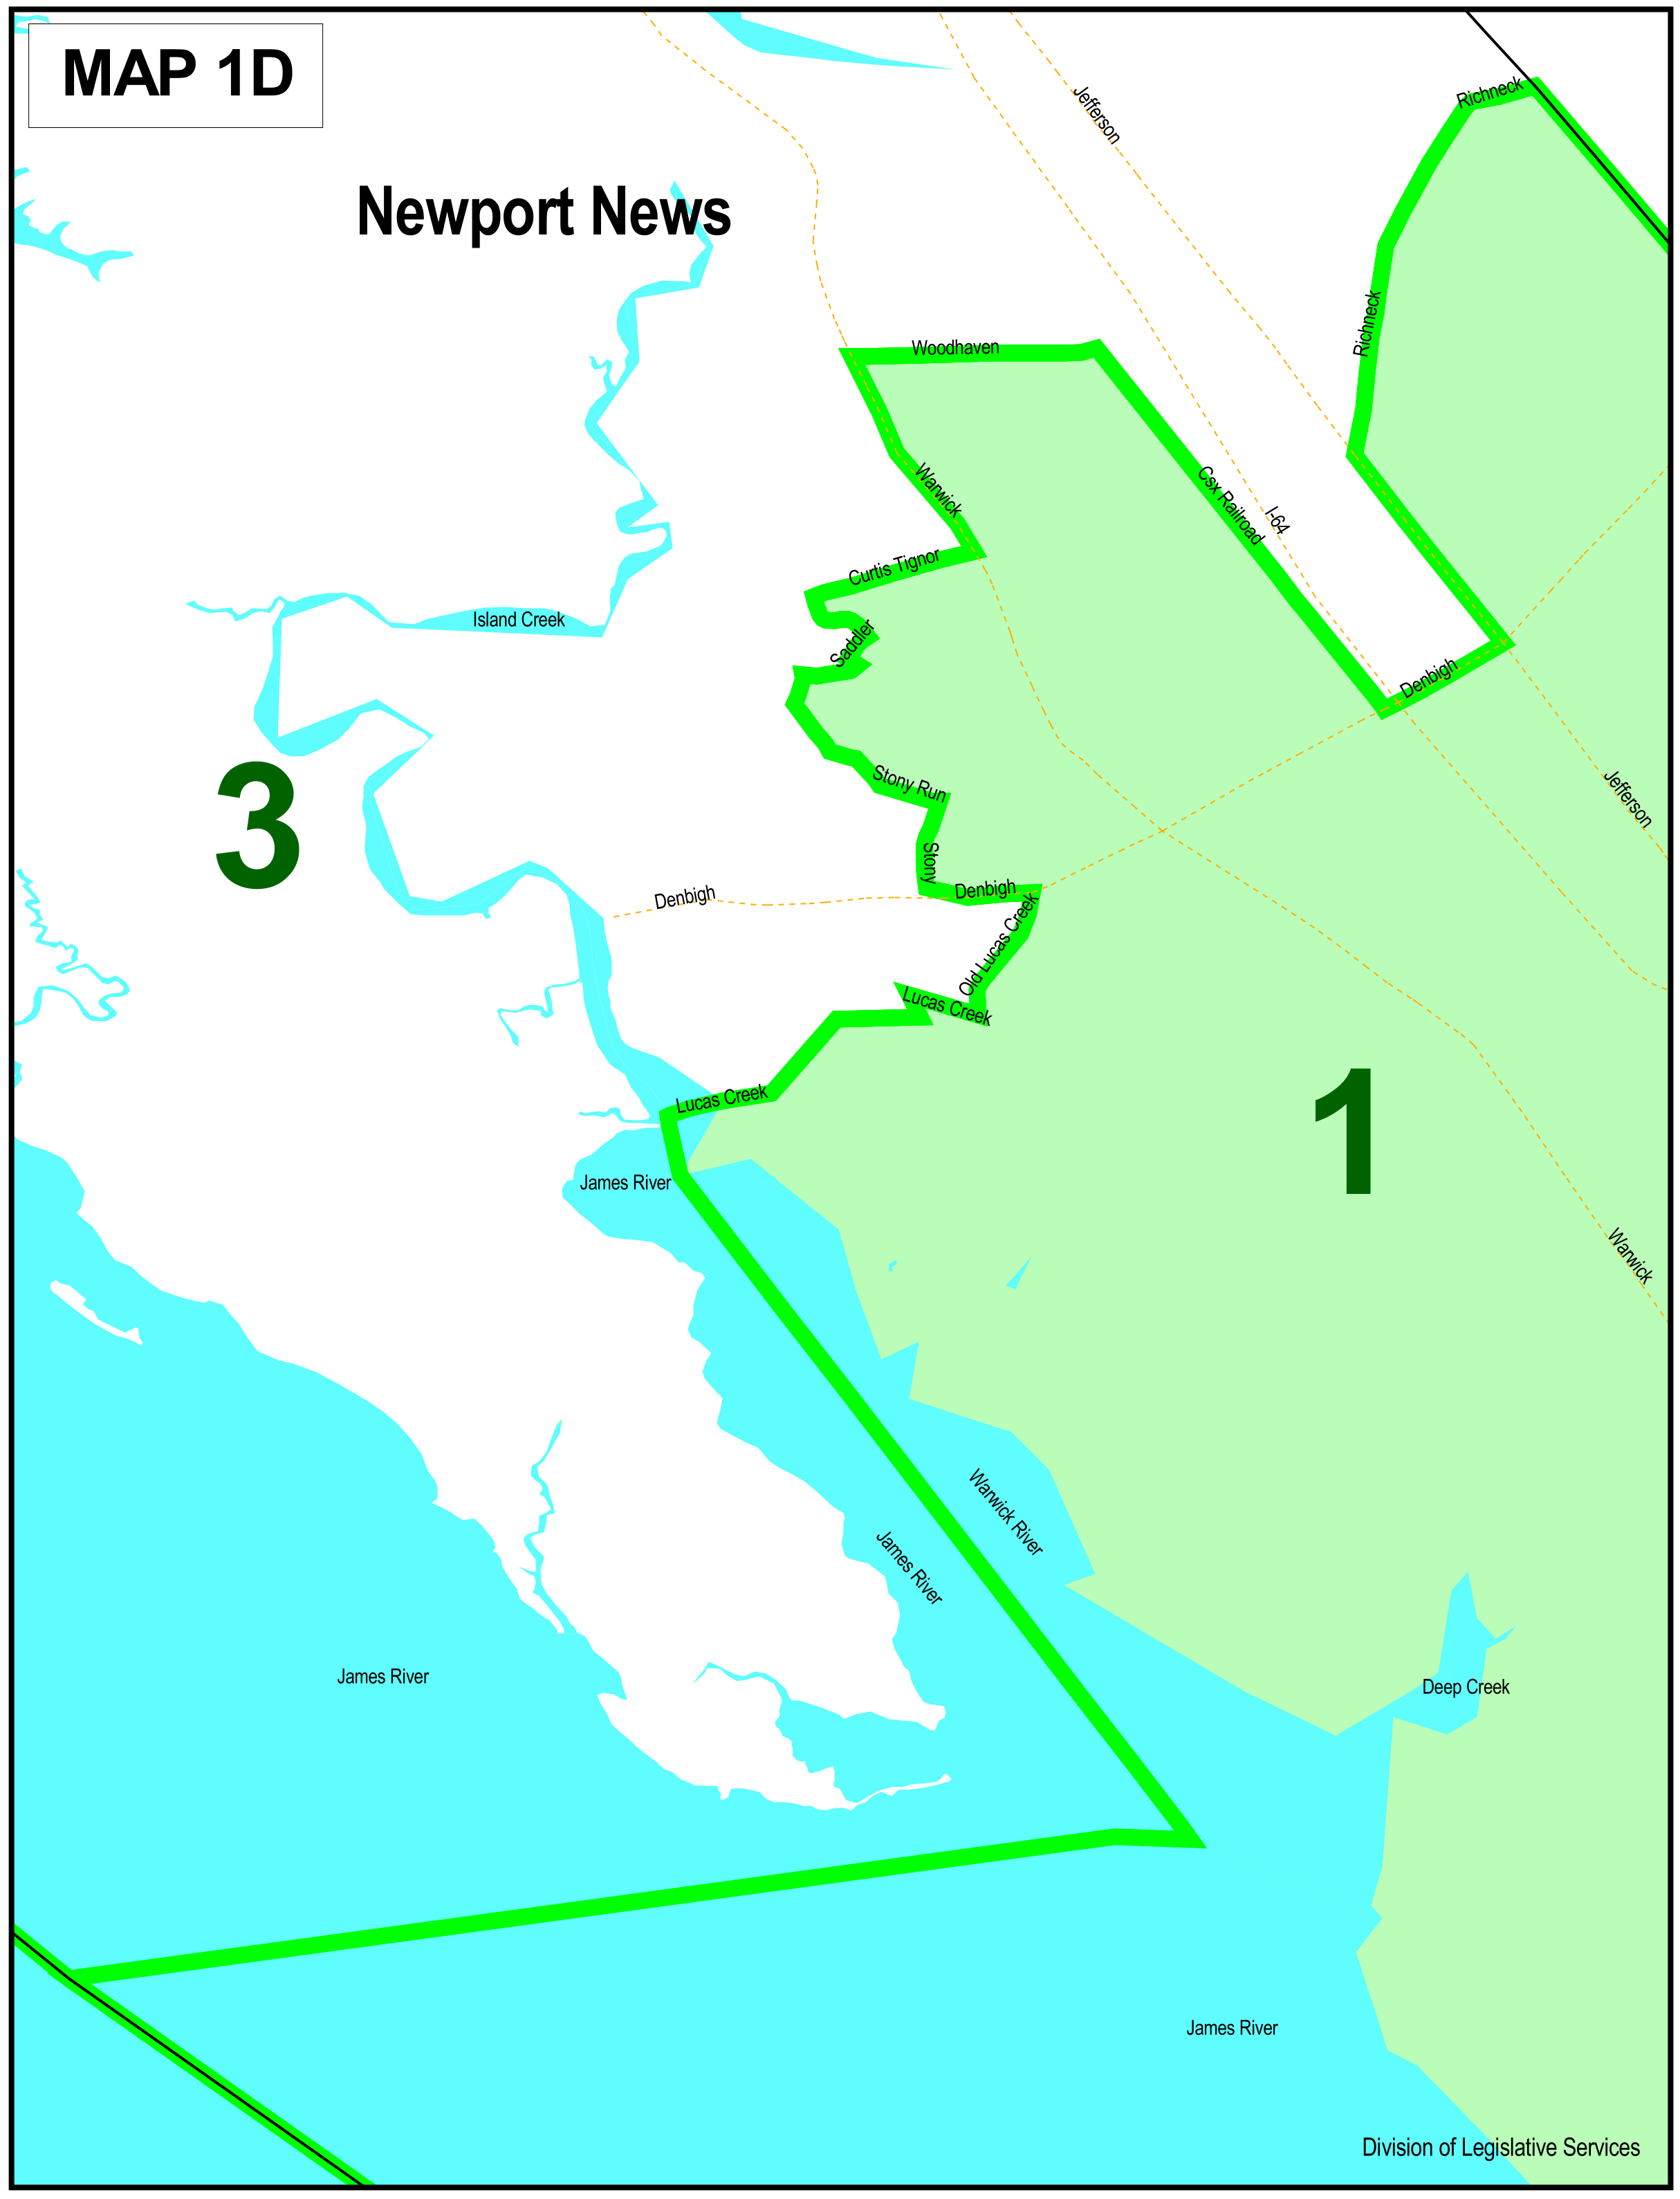 MAP 1D
Richneck
Jefferson
Newport News
Richneck
Woodhaven
Warwick
Csx Railroad
I-64
Curtis Tignor
Island Creek
Saddler
Denbigh
3
Stony Run
Jefferson
Stony
Denbigh
Denbigh
Old Lucas Creek
Lucas Creek
Lucas Creek
1
James River
Warwick
Warwick River
James River
James River
Deep Creek
James River
Division of Legislative Services